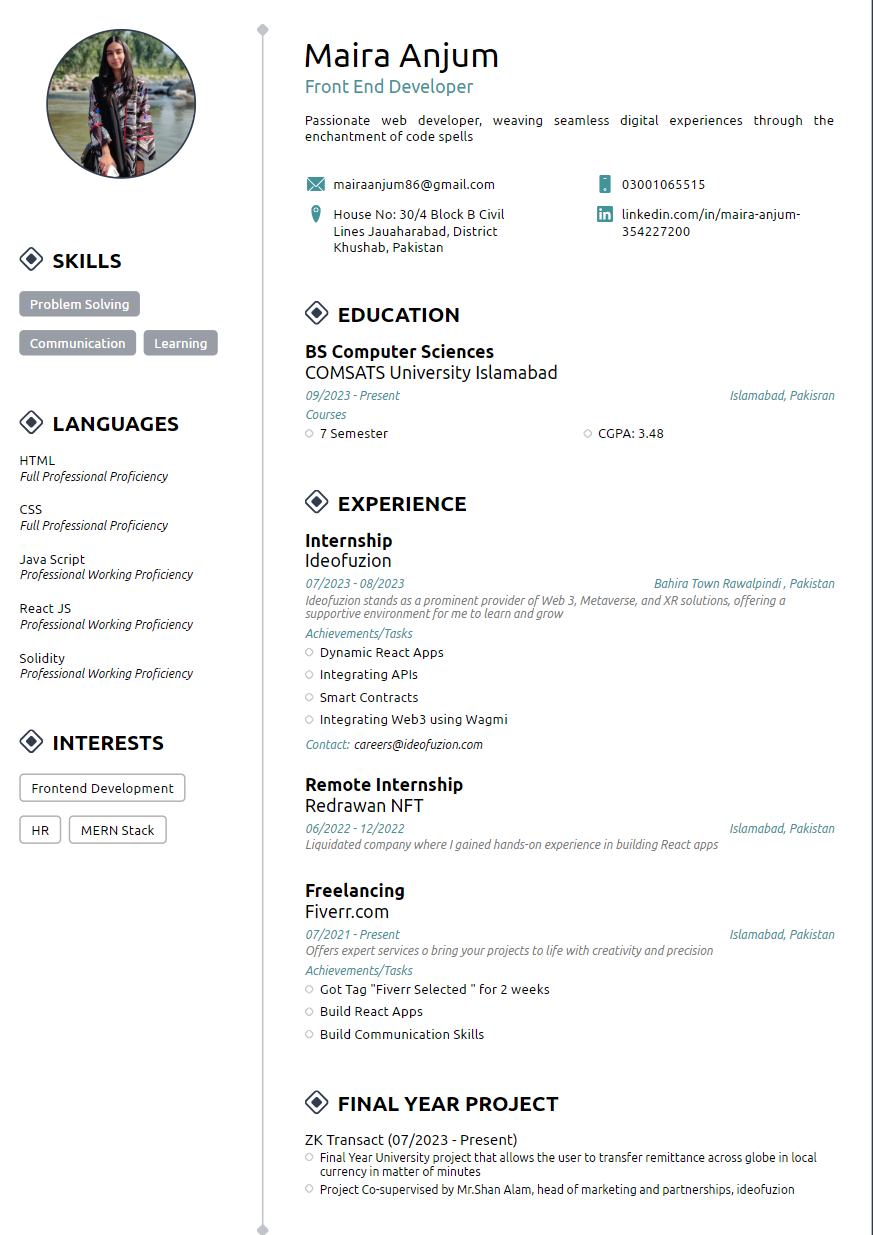 Maira Anjum
Front End Developer
Passionate web developer, weaving seamless digital experiences through the
enchantment of code spells
mairaanjum86@gmail.com
03001065515
House No: 30/4 Block B Civil
Lines Jauaharabad, District
Khushab, Pakistan
linkedin.com/in/maira-anjum-
354227200
SKILLS
Problem Solving
Communication
Learning
LANGUAGES
HTML
Full Professional Proficiency
CSS
Full Professional Proficiency
Java Script
Professional Working Proficiency
React JS
Professional Working Proficiency
Solidity
Professional Working Proficiency
INTERESTS
Frontend Development
HR
MERN Stack
EDUCATION
BS Computer Sciences
COMSATS University Islamabad
09/2023 - Present
Islamabad, Pakisran
Courses
7 Semester
CGPA: 3.48
EXPERIENCE
Internship
Ideofuzion
07/2023 - 08/2023
Bahira Town Rawalpindi , Pakistan
Ideofuzion stands as a prominent provider of Web 3, Metaverse, and XR solutions, offering a
supportive environment for me to learn and grow
Achievements/Tasks
Dynamic React Apps
Integrating APIs
Smart Contracts
Integrating Web3 using Wagmi
Contact: careers@ideofuzion.com
Remote Internship
Redrawan NFT
06/2022 - 12/2022
Islamabad, Pakistan
Liquidated company where I gained hands-on experience in building React apps
Freelancing
Fiverr.com
07/2021 - Present
Islamabad, Pakistan
Offers expert services o bring your projects to life with creativity and precision
Achievements/Tasks
Got Tag "Fiverr Selected " for 2 weeks
Build React Apps
Build Communication Skills
FINAL YEAR PROJECT
ZK Transact (07/2023 - Present)
Final Year University project that allows the user to transfer remittance across globe in local
currency in matter of minutes
Project Co-supervised by Mr.Shan Alam, head of marketing and partnerships, ideofuzion